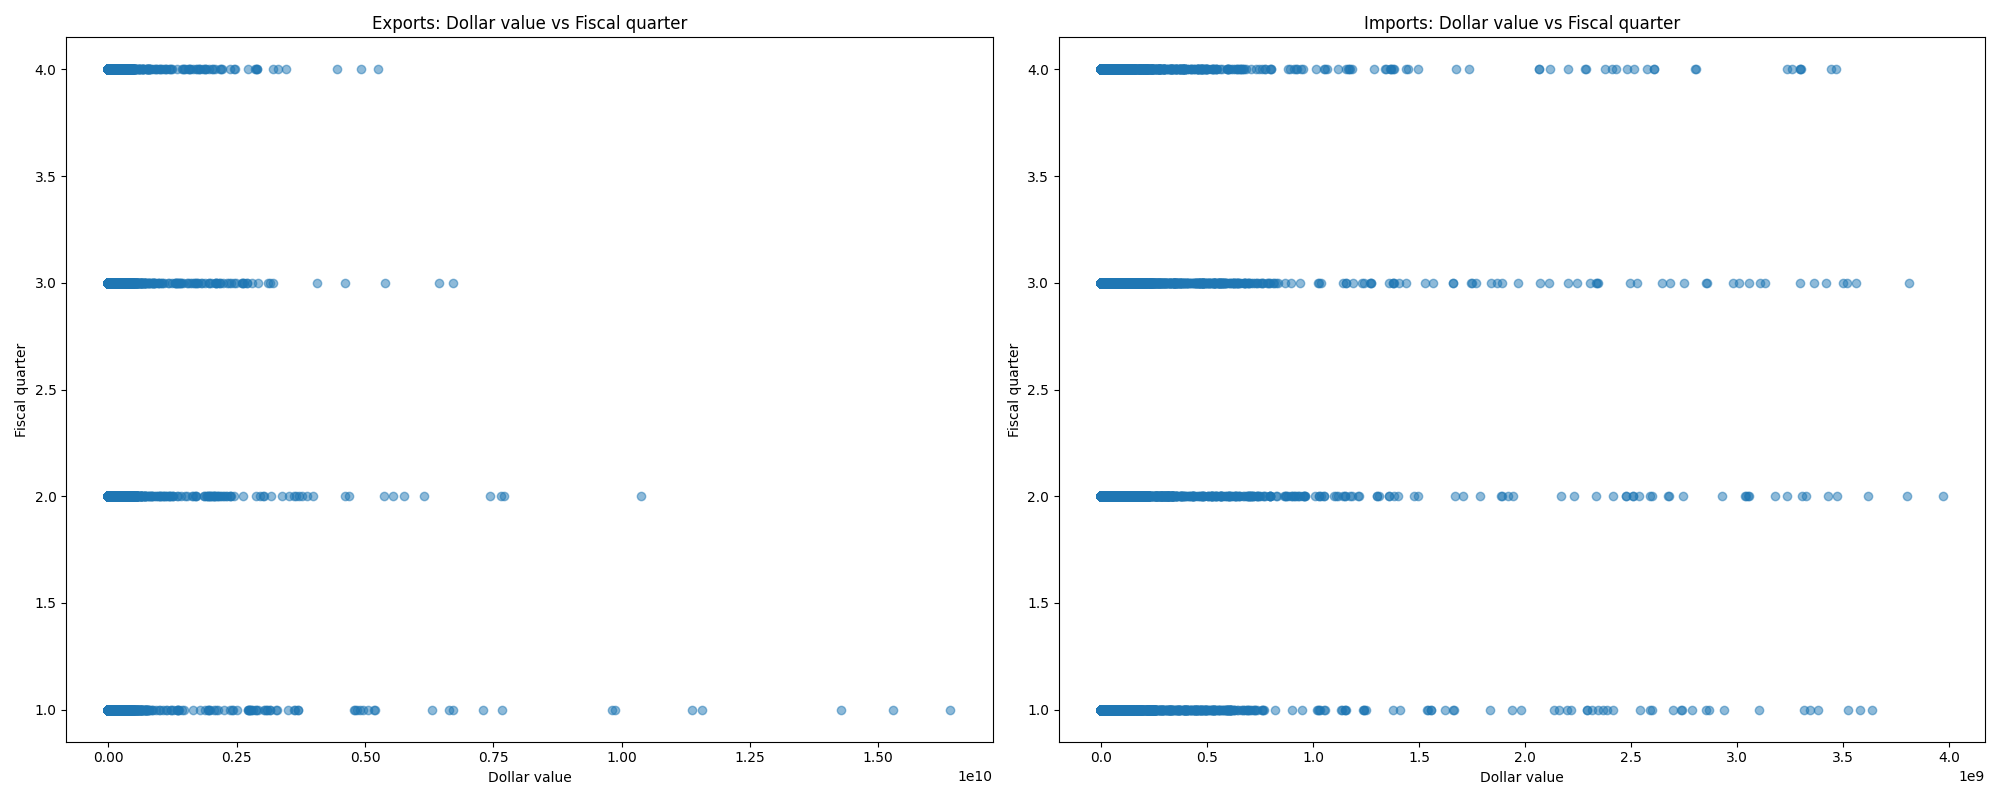 Exports: Dollar value vs Fiscal quarter
Fiscal quarter
4.0
3.5
3.0
2.5
2.0
1.5
1.0
0.00 0.25 0.50 0.75 1.00 1.25 1.50
Dollar value
1e10
Imports: Dollar value vs Fiscal quarter
Fiscal quarter
4.0
3.5
3.0
2.5
2.0
1.5
1.0
0.0 0.5 1.0 1.5 2.0 2.5 3.0 3.5 4.0
Dollar value
1e9